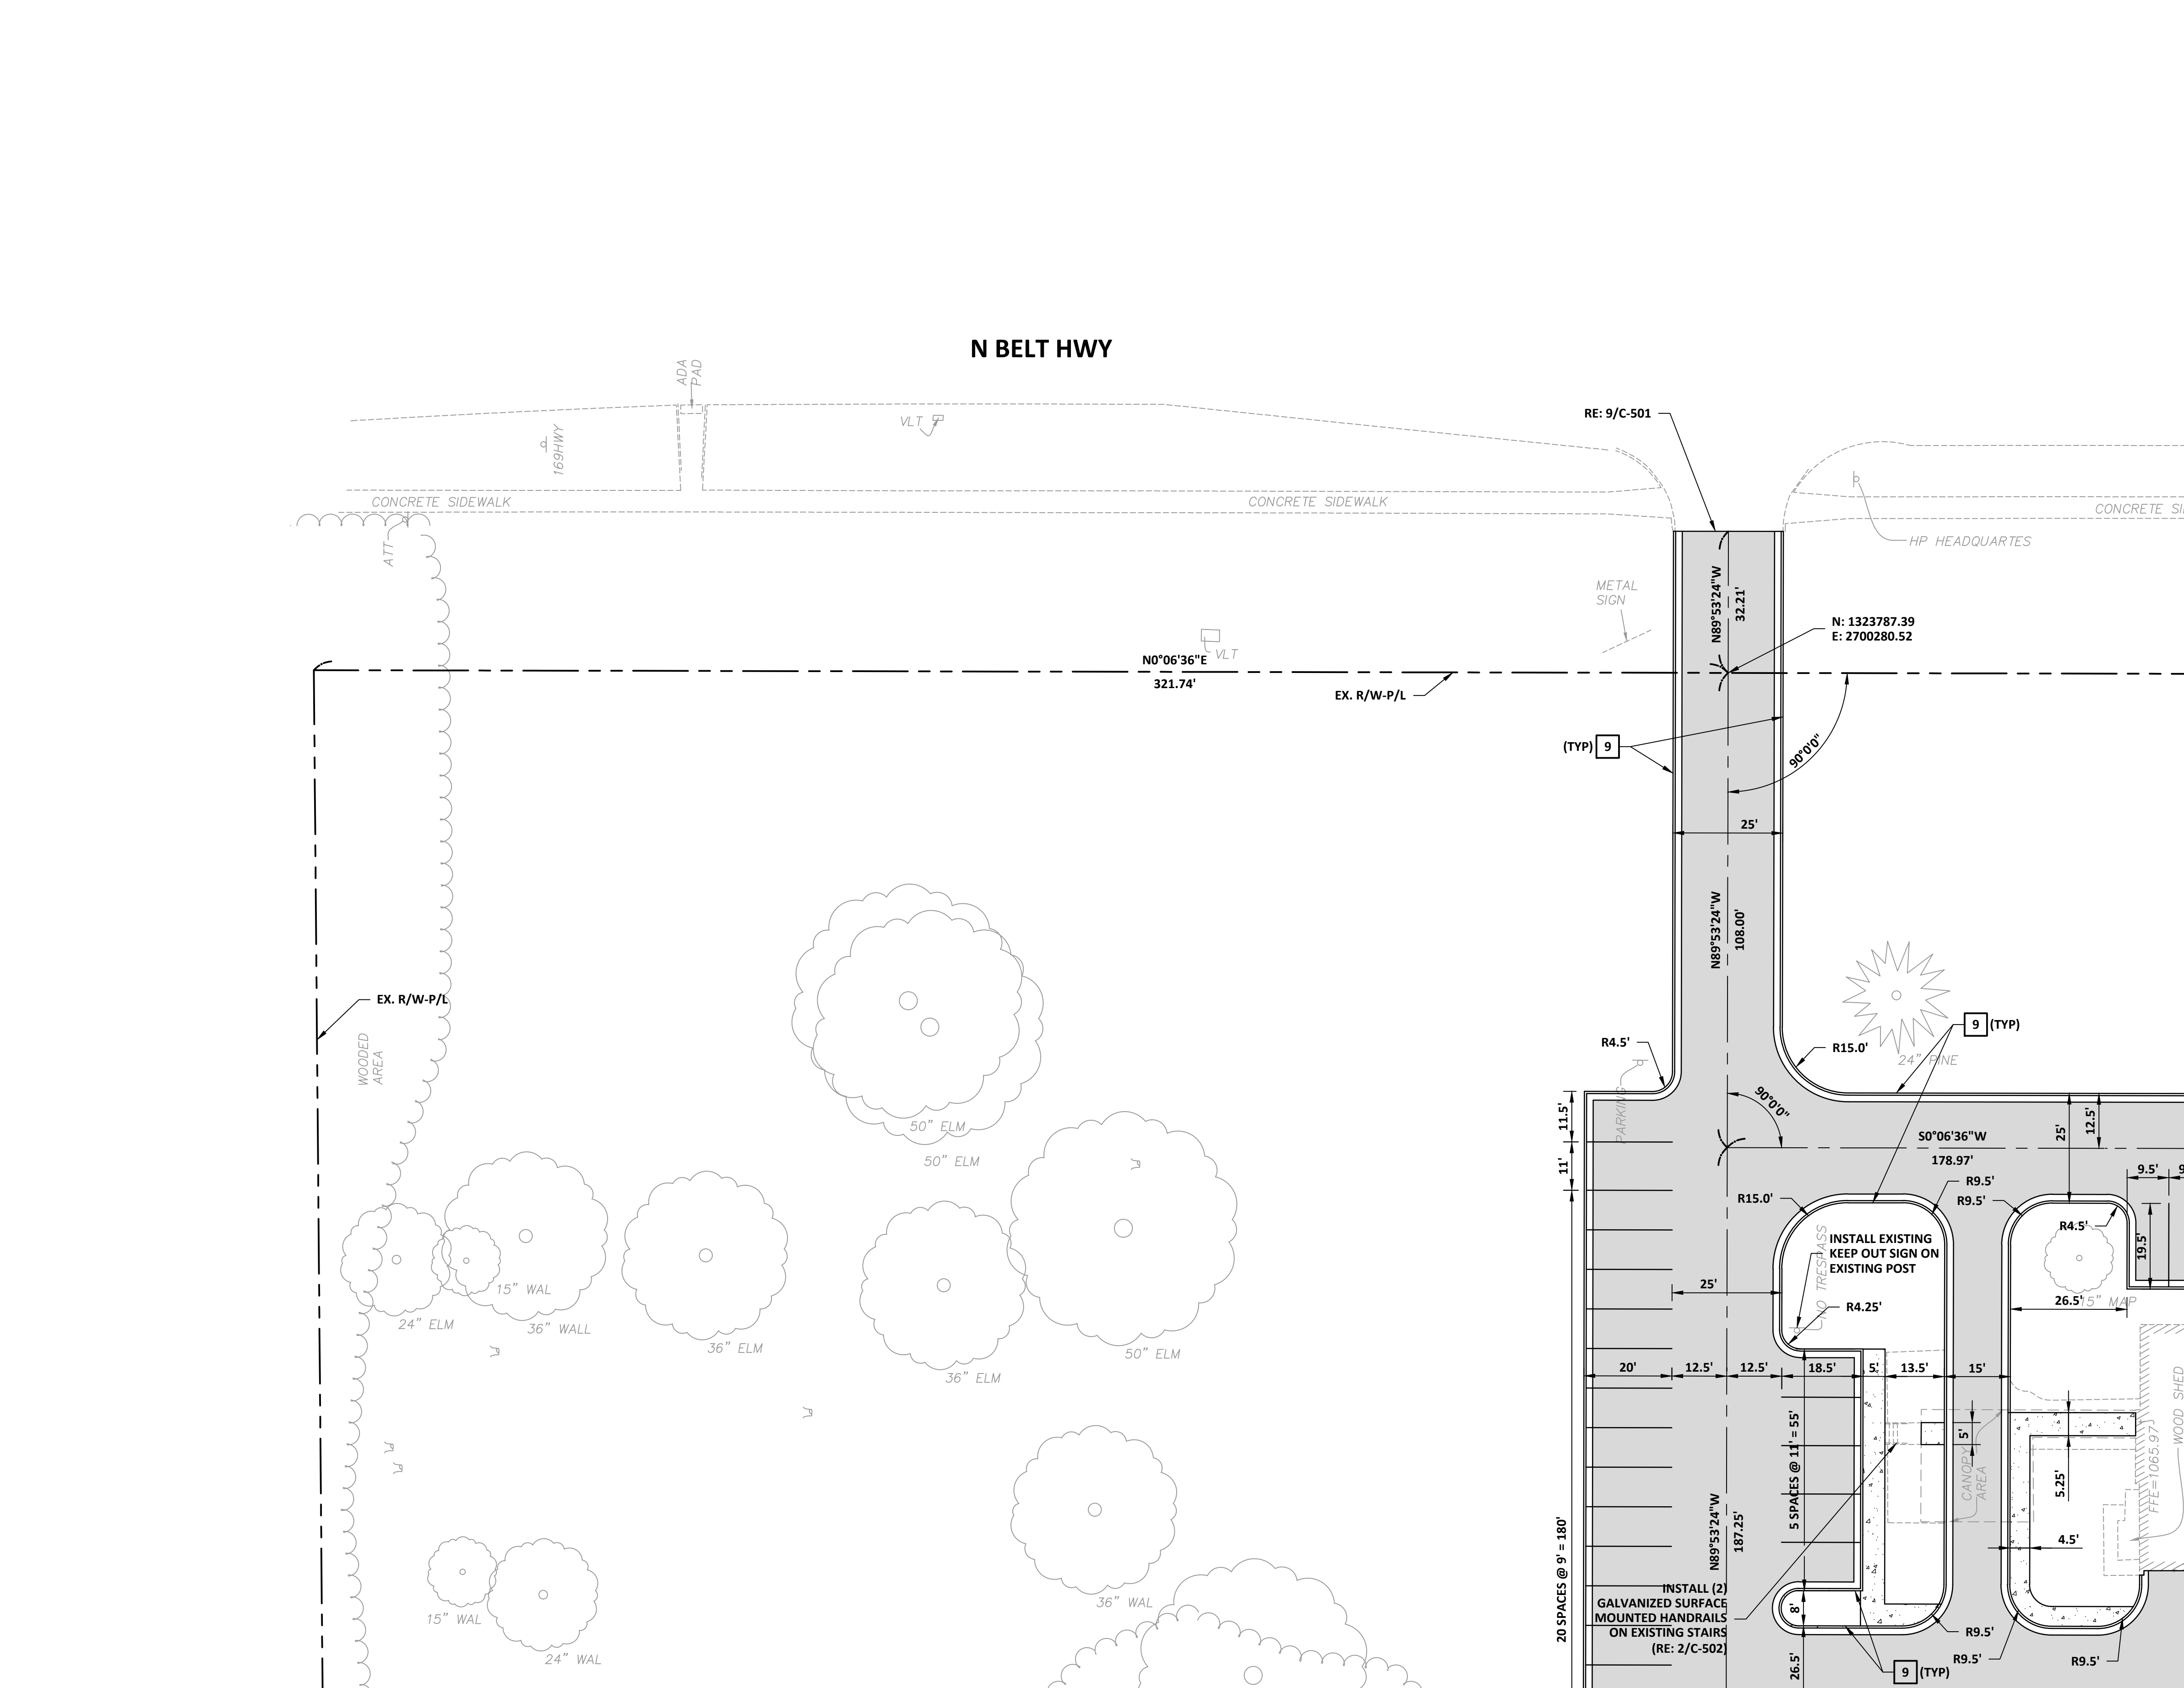 N BELT HWY
ADA
PAD
169HWY
VLT
RE: 9/C-501
CONCRETE SIDEWALK
CONCRETE SIDEWALK
CONCRETE SI
ATT
HP HEADQUARTES
METAL
SIGN
N89°53'24"W
32.21'
N: 1323787.39
E: 2700280.52
VLT
N0°06'36"E
321.74'
EX. R/W-P/L
(TYP) 9
90°0'0"
25'
N89°53'24"W
108.00'
EX. R/W-P/L
WOODED
AREA
50" ELM
50" ELM
R4.5'
PARKING
R15.0'
24" PINE
9 (TYP)
11.5'
11'
90°0'0"
S0°06'36"W
178.97'
25'
12.5'
9.5'
9
R15.0'
R9.5'
R9.5'
R4.5'
19.5'
INSTALL EXISTING
KEEP OUT SIGN ON
EXISTING POST
NO TRESPASS
25'
R4.25'
26.5'
15" MAP
15" WAL
24" ELM
36" WALL
36" ELM
36" ELM
50" ELM
20'
12.5'
12.5'
18.5'
5'
13.5'
15'
5 SPACES @ 11' = 55'
5'
CANOPY
AREA
5.25'
FFE=1065.97
WOOD SHED
4.5'
N89°53'24"W
187.25'
20 SPACES @ 9' = 180'
INSTALL (2)
GALVANIZED SURFACE
MOUNTED HANDRAILS
ON EXISTING STAIRS
(RE: 2/C-502)
8'
26.5'
R9.5'
R9.5'
R9.5'
9 (TYP)
36" WAL
15" WAL
24" WAL